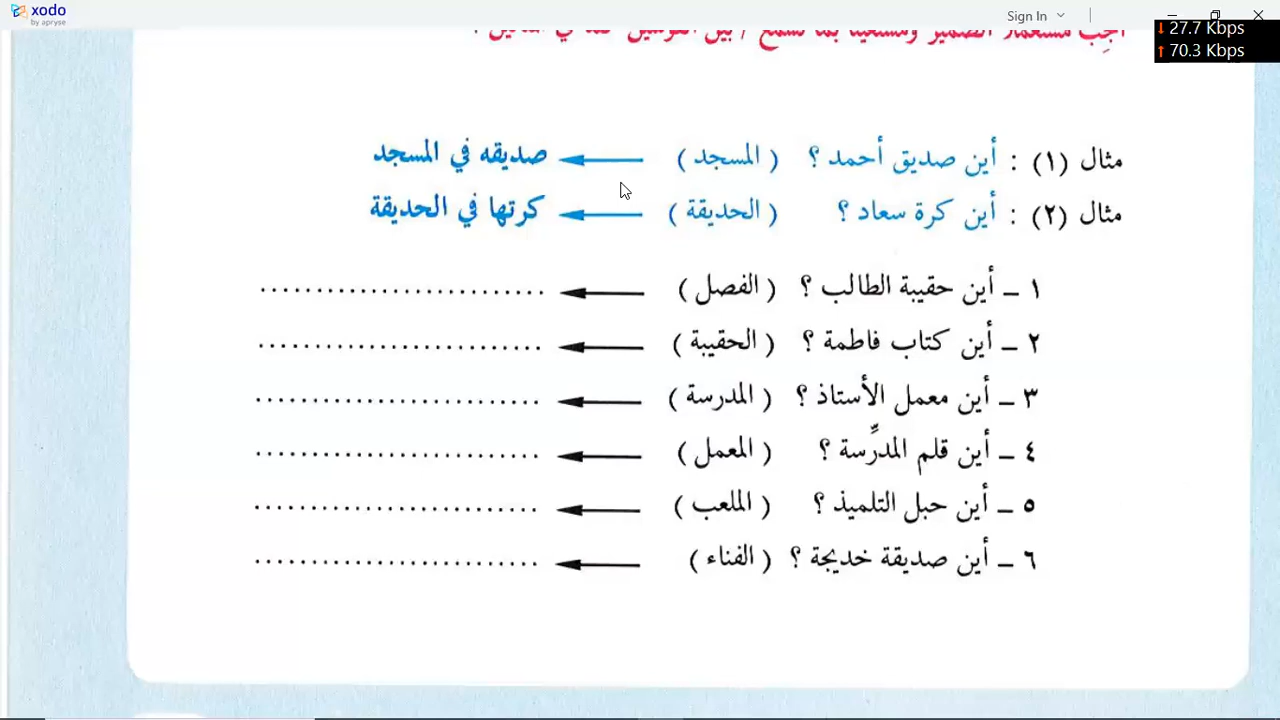 xodo
by apryse
Sign In
↓ 27.7 Kbps
↑ 70.3 Kbps
مثال (١) : أين صديق أحمد ؟ ( المسجد ) صديقه في المسجد
مثال (٢) : أين كرة سعاد ؟ ( الحديقة ) كرتها في الحديقة
١ ـ أين حقيبة الطالب ؟ ( الفصل ) ..............................
٢ ـ أين كتاب فاطمة ؟ ( الحقيبة ) ..............................
٣ ـ أين معمل الأستاذ ؟ ( المدرسة ) ..............................
٤ ـ أين قلم المدرِّسة ؟ ( المعمل ) ..............................
٥ ـ أين حبل التلميذ ؟ ( الملعب ) ..............................
٦ ـ أين صديقة خديجة ؟ ( الفناء ) ..............................